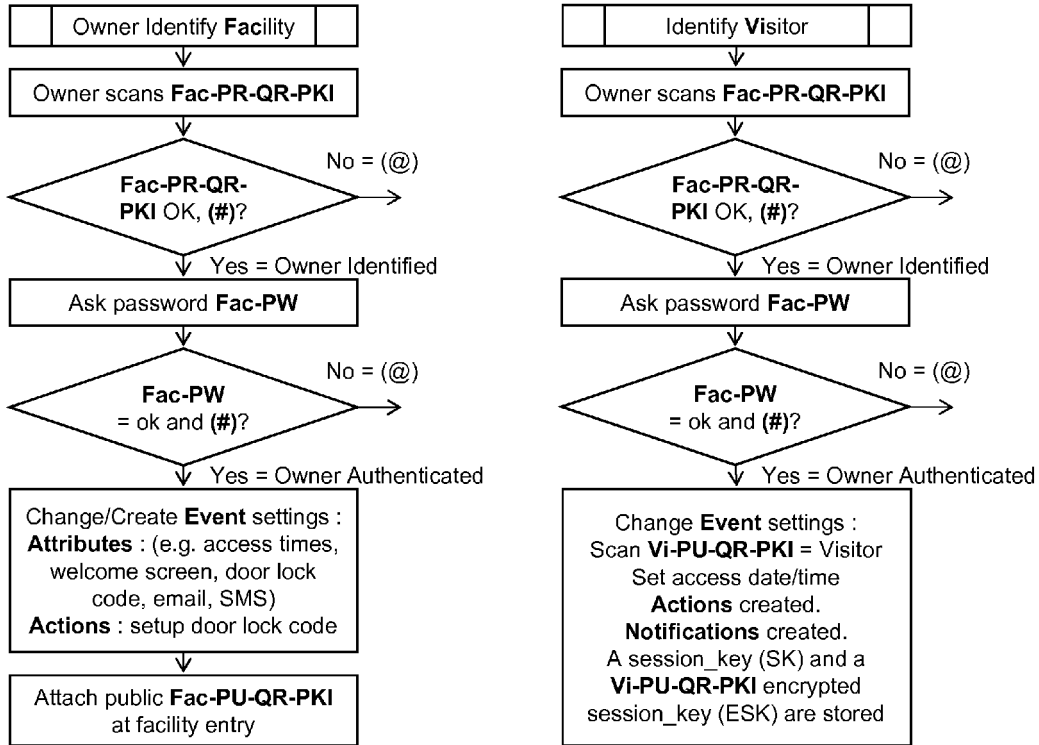 Owner Identify Facility
Owner scans Fac-PR-QR-PKI
No = (@)
Fac-PR-QR-
PKI OK, (#)?
Yes = Owner Identified
Ask password Fac-PW
No = (@)
Fac-PW
= ok and (#)?
Yes = Owner Authenticated
Change/Create Event settings :
Attributes : (e.g. access times,
welcome screen, door lock
code, email, SMS)
Actions : setup door lock code
Attach public Fac-PU-QR-PKI
at facility entry
Identify Visitor
Owner scans Fac-PR-QR-PKI
No = (@)
Fac-PR-QR-
PKI OK, (#)?
Yes = Owner Identified
Ask password Fac-PW
No = (@)
Fac-PW
= ok and (#)?
Yes = Owner Authenticated
Change Event settings :
Scan Vi-PU-QR-PKI = Visitor
Set access date/time
Actions created.
Notifications created.
A session_key (SK) and a
Vi-PU-QR-PKI encrypted
session_key (ESK) are stored